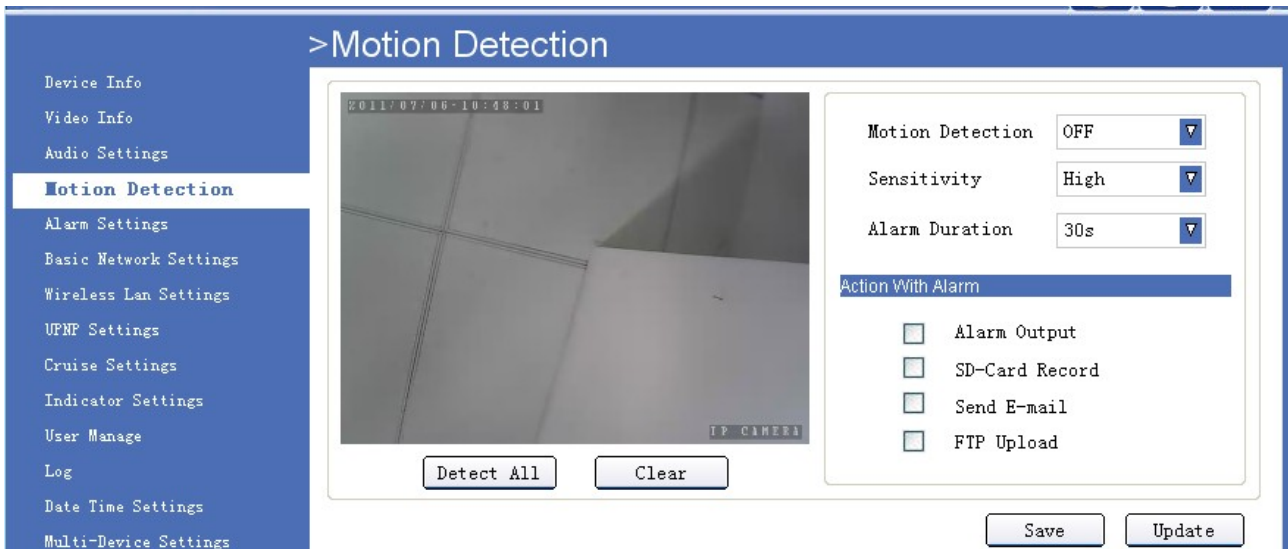 >Motion Detection
Device Info
Video Info
Audio Settings
Motion Detection
Alarm Settings
Basic Network Settings
Wireless Lan Settings
UPNP Settings
Cruise Settings
Indicator Settings
User Manage
Log
Date Time Settings
Multi-Device Settings
2011/07/06-10:48:01
IP CAMERA
Detect All
Clear
Motion Detection OFF
Sensitivity High
Alarm Duration 30s
Action With Alarm
Alarm Output
SD-Card Record
Send E-mail
FTP Upload
Save
Update